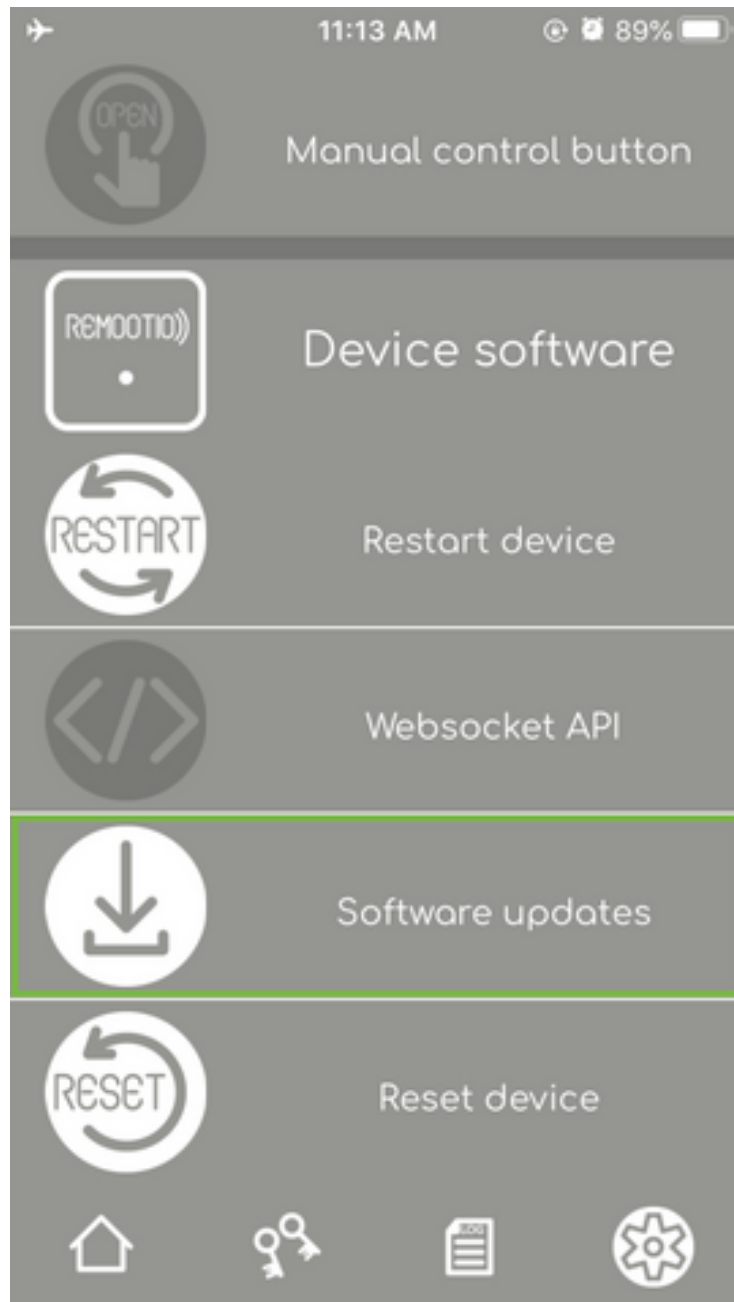 11:13 AM
89%
OPEN
Manual control button
REMOOTIO
Device software
RESTART
Restart device
</>
Websocket API
Software updates
RESET
Reset device
LOG